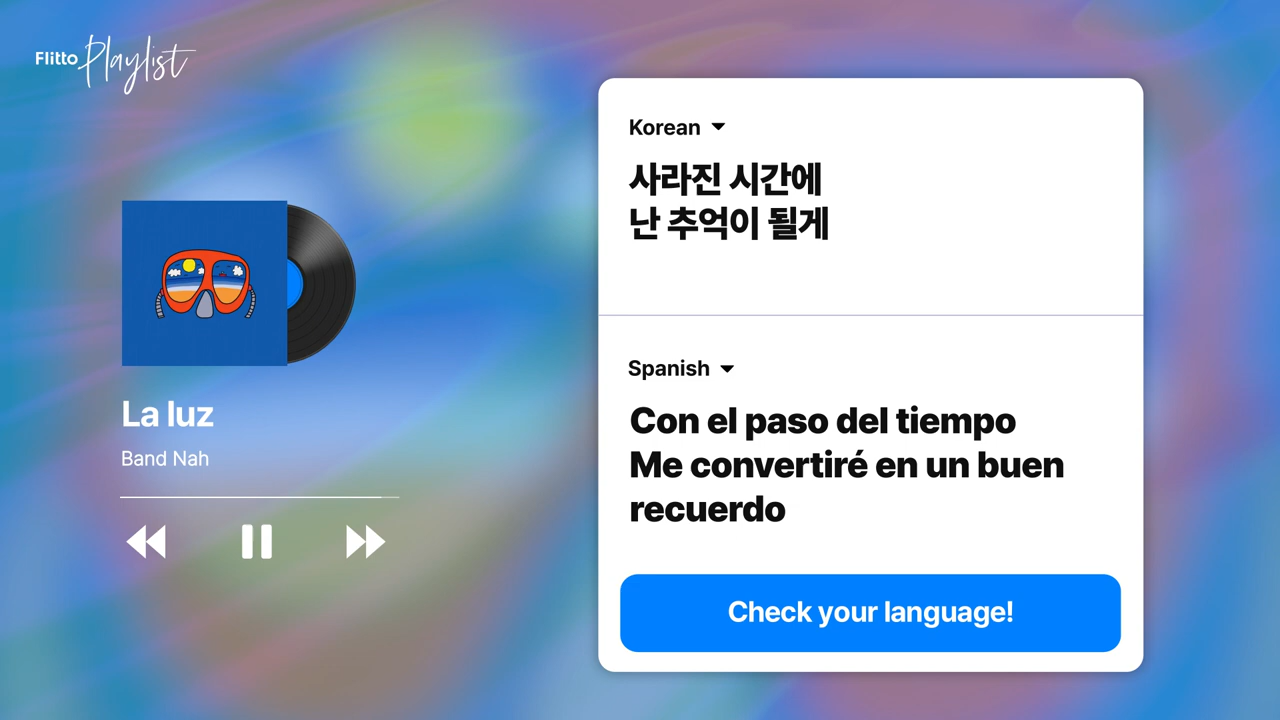 Flitto Playlist
La luz
Band Nah
Korean
사라진 시간에
난 추억이 될게
Spanish
Con el paso del tiempo
Me convertiré en un buen
recuerdo
Check your language!